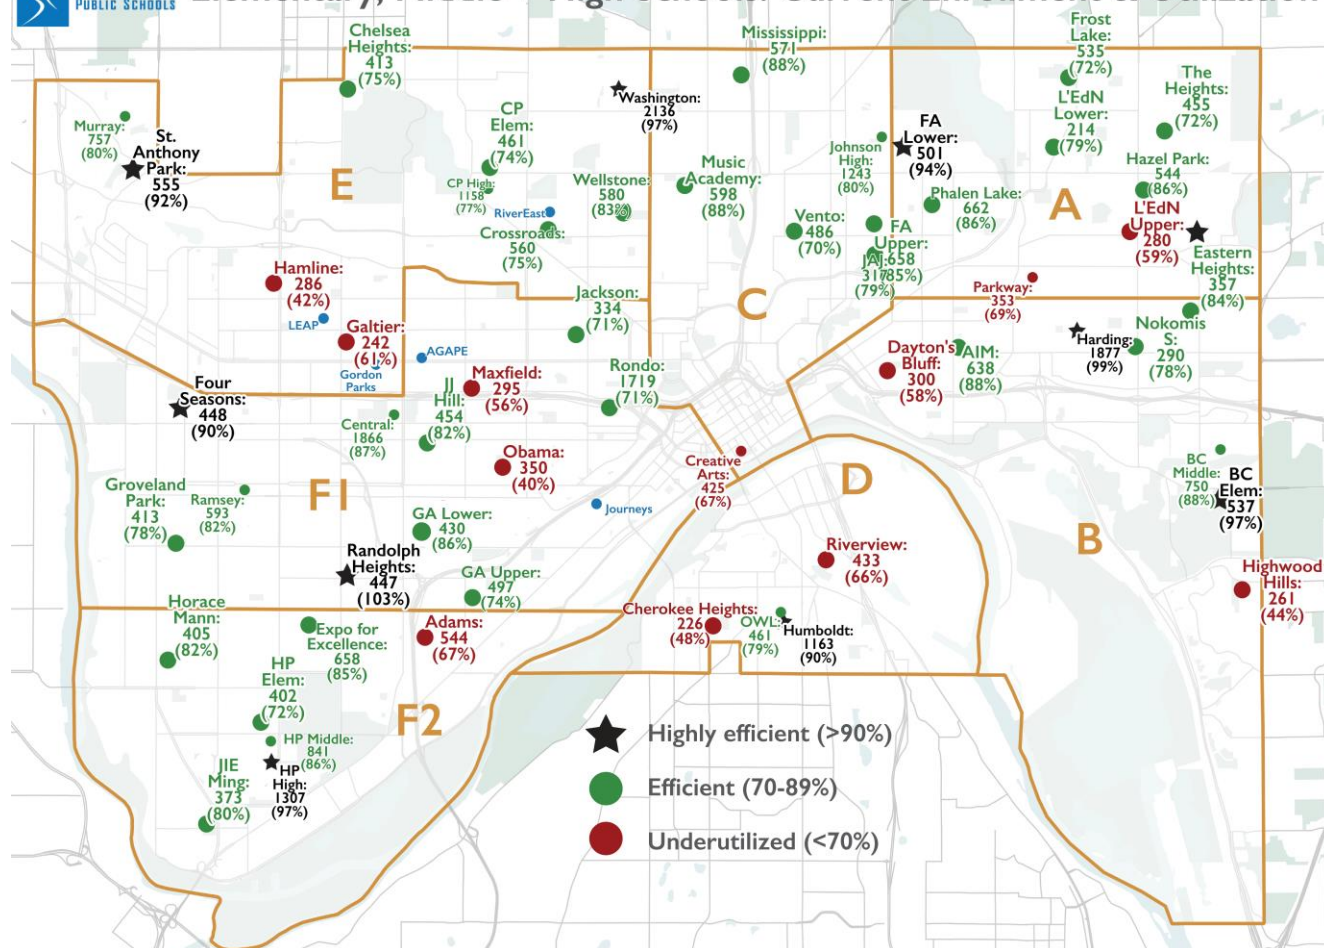 PUBLIC SCHOOLS
Chelsea
Heights:
413
(75%)
Mississippi:
571
(88%)
Frost
Lake:
535
(72%)
The
Heights:
455
(72%)
Washington:
2136
(97%)
L'EdN
Lower:
214
(79%)
Murray:
757
(80%)
St.
Anthony
Park:
555
(92%)
CP
Elem:
461
(74%)
FA
Lower:
501
(94%)
Johnson
High:
1243
(80%)
Hazel Park:
544
(86%)
E
CP High:
1158
(77%)
Wellstone:
580
(83%)
Music
Academy:
598
(88%)
Phalen Lake:
662
(86%)
A
L'EdN
Upper:
280
(59%)
RiverEast
Crossroads:
560
(75%)
Vento:
486
(70%)
FA
Upper:
658
(85%)
JAJ:
317
(79%)
Eastern
Heights:
357
(84%)
Hamline:
286
(42%)
Parkway:
353
(69%)
Jackson:
334
(71%)
C
LEAP
Galtier:
242
(61%)
Gordon
Parks
AGAPE
Nokomis
S:
290
(78%)
Harding:
1877
(99%)
Dayton's
Bluff:
300
(58%)
AIM:
638
(88%)
Four
Seasons:
448
(90%)
JJ
Hill:
454
(82%)
Maxfield:
295
(56%)
Rondo:
1719
(71%)
Central:
1866
(87%)
Obama:
350
(40%)
Creative
Arts:
425
(67%)
BC
Middle:
750
(88%)
BC
Elem:
537
(97%)
D
Groveland
Park:
413
(78%)
Ramsey:
593
(82%)
F1
GA Lower:
430
(86%)
Journeys
B
Randolph
Heights:
447
(103%)
Riverview:
433
(66%)
GA Upper:
497
(74%)
Highwood
Hills:
261
(44%)
Horace
Mann:
405
(82%)
Expo for
Excellence:
658
(85%)
Adams:
544
(67%)
Cherokee Heights:
226
(48%)
OWL:
461
(79%)
Humboldt:
1163
(90%)
HP
Elem:
402
(72%)
F2
HP Middle:
841
(86%)
HP
High:
1307
(97%)
JIE
Ming:
373
(80%)
Highly efficient (>90%)
Efficient (70-89%)
Underutilized (<70%)